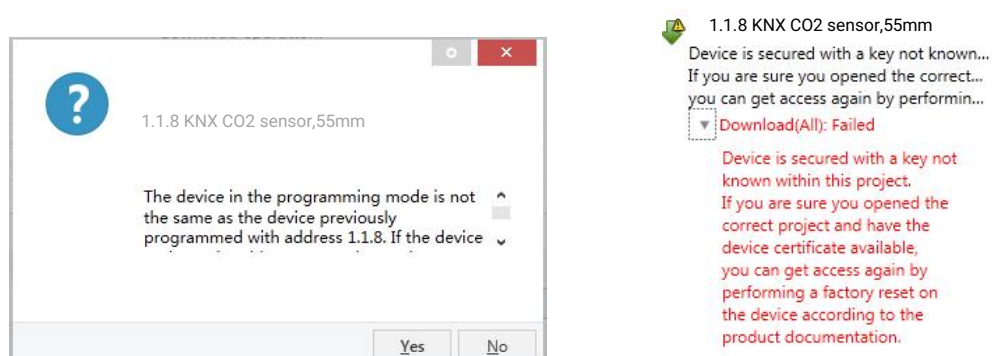 1.1.8 KNX CO2 sensor,55mm
The device in the programming mode is not
the same as the device previously
programmed with address 1.1.8. If the device
Yes
No
1.1.8 KNX CO2 sensor,55mm
Device is secured with a key not known...
If you are sure you opened the correct...
you can get access again by performin...
Download(All): Failed
Device is secured with a key not
known within this project.
If you are sure you opened the
correct project and have the
device certificate available,
you can get access again by
performing a factory reset on
the device according to the
product documentation.